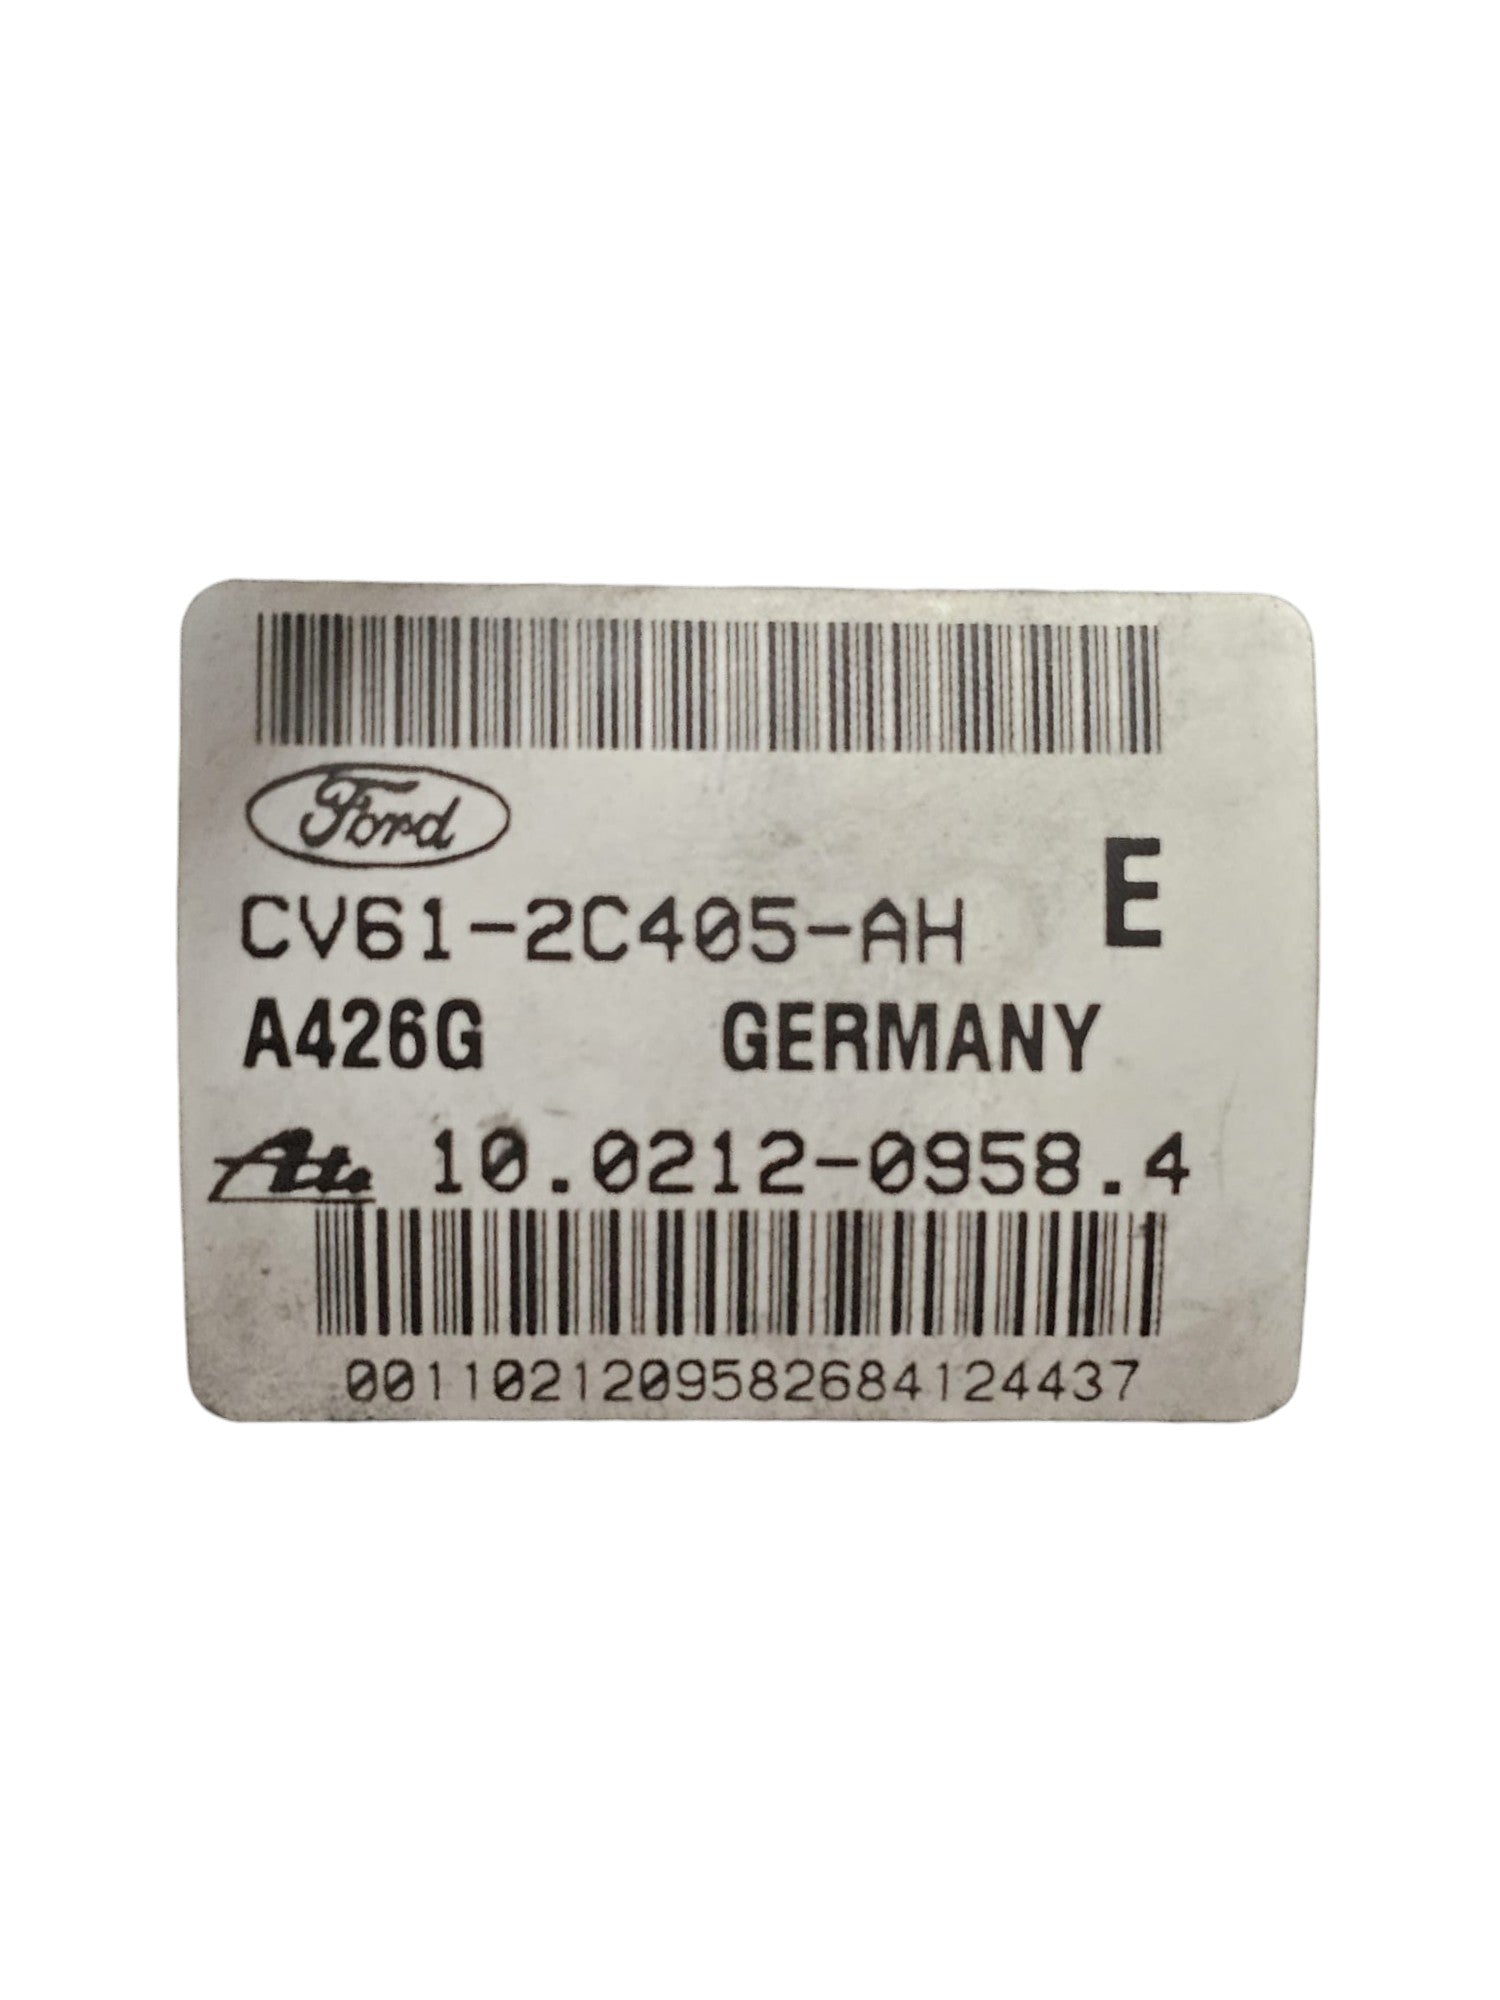 Ford
E
CV61-2C405-AH
A426G GERMANY
Ate 10.0212-0958.4
0011021209582684124437